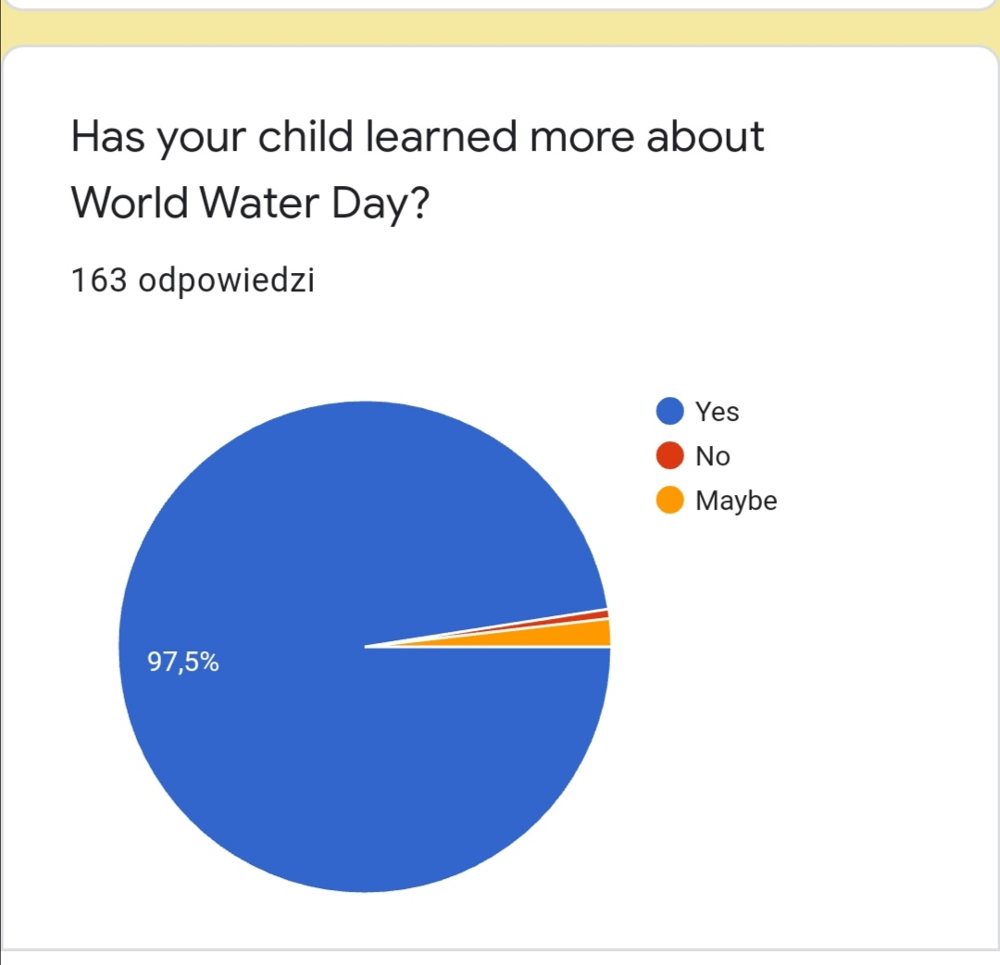 Has your child learned more about
World Water Day?
163 odpowiedzi
Yes
No
Maybe
97,5%